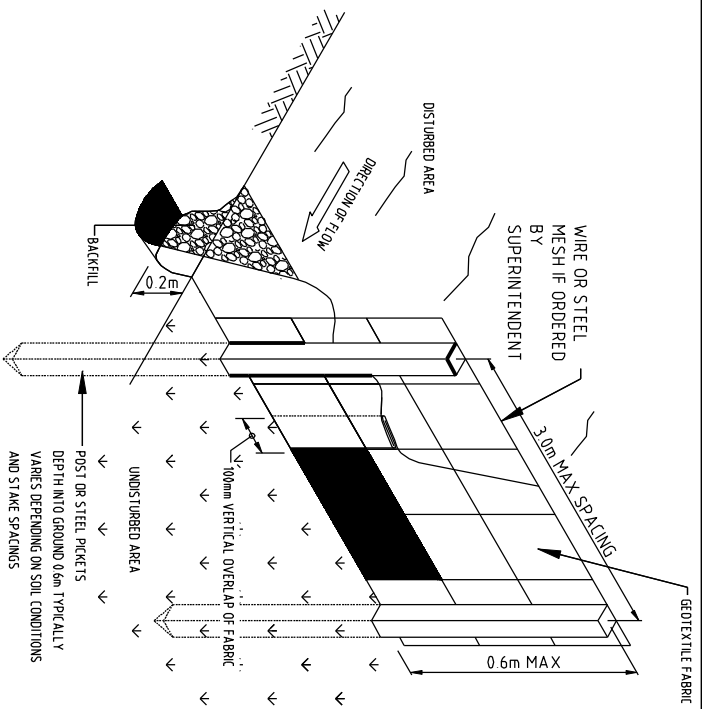 GEOTEXTILE FABRIC
WIRE OR STEEL
MESH IF ORDERED
BY
SUPERINTENDENT
3.0m MAX SPACING
0.6m MAX
DISTURBED AREA
DIRECTION OF FLOW
0.2m
BACKFILL
100mm VERTICAL OVERLAP OF FABRIC
UNDISTURBED AREA
POST OR STEEL PICKETS
DEPTH INTO GROUND 0.6m TYPICALLY
VARIES DEPENDING ON SOIL CONDITIONS
AND STAKE SPACINGS